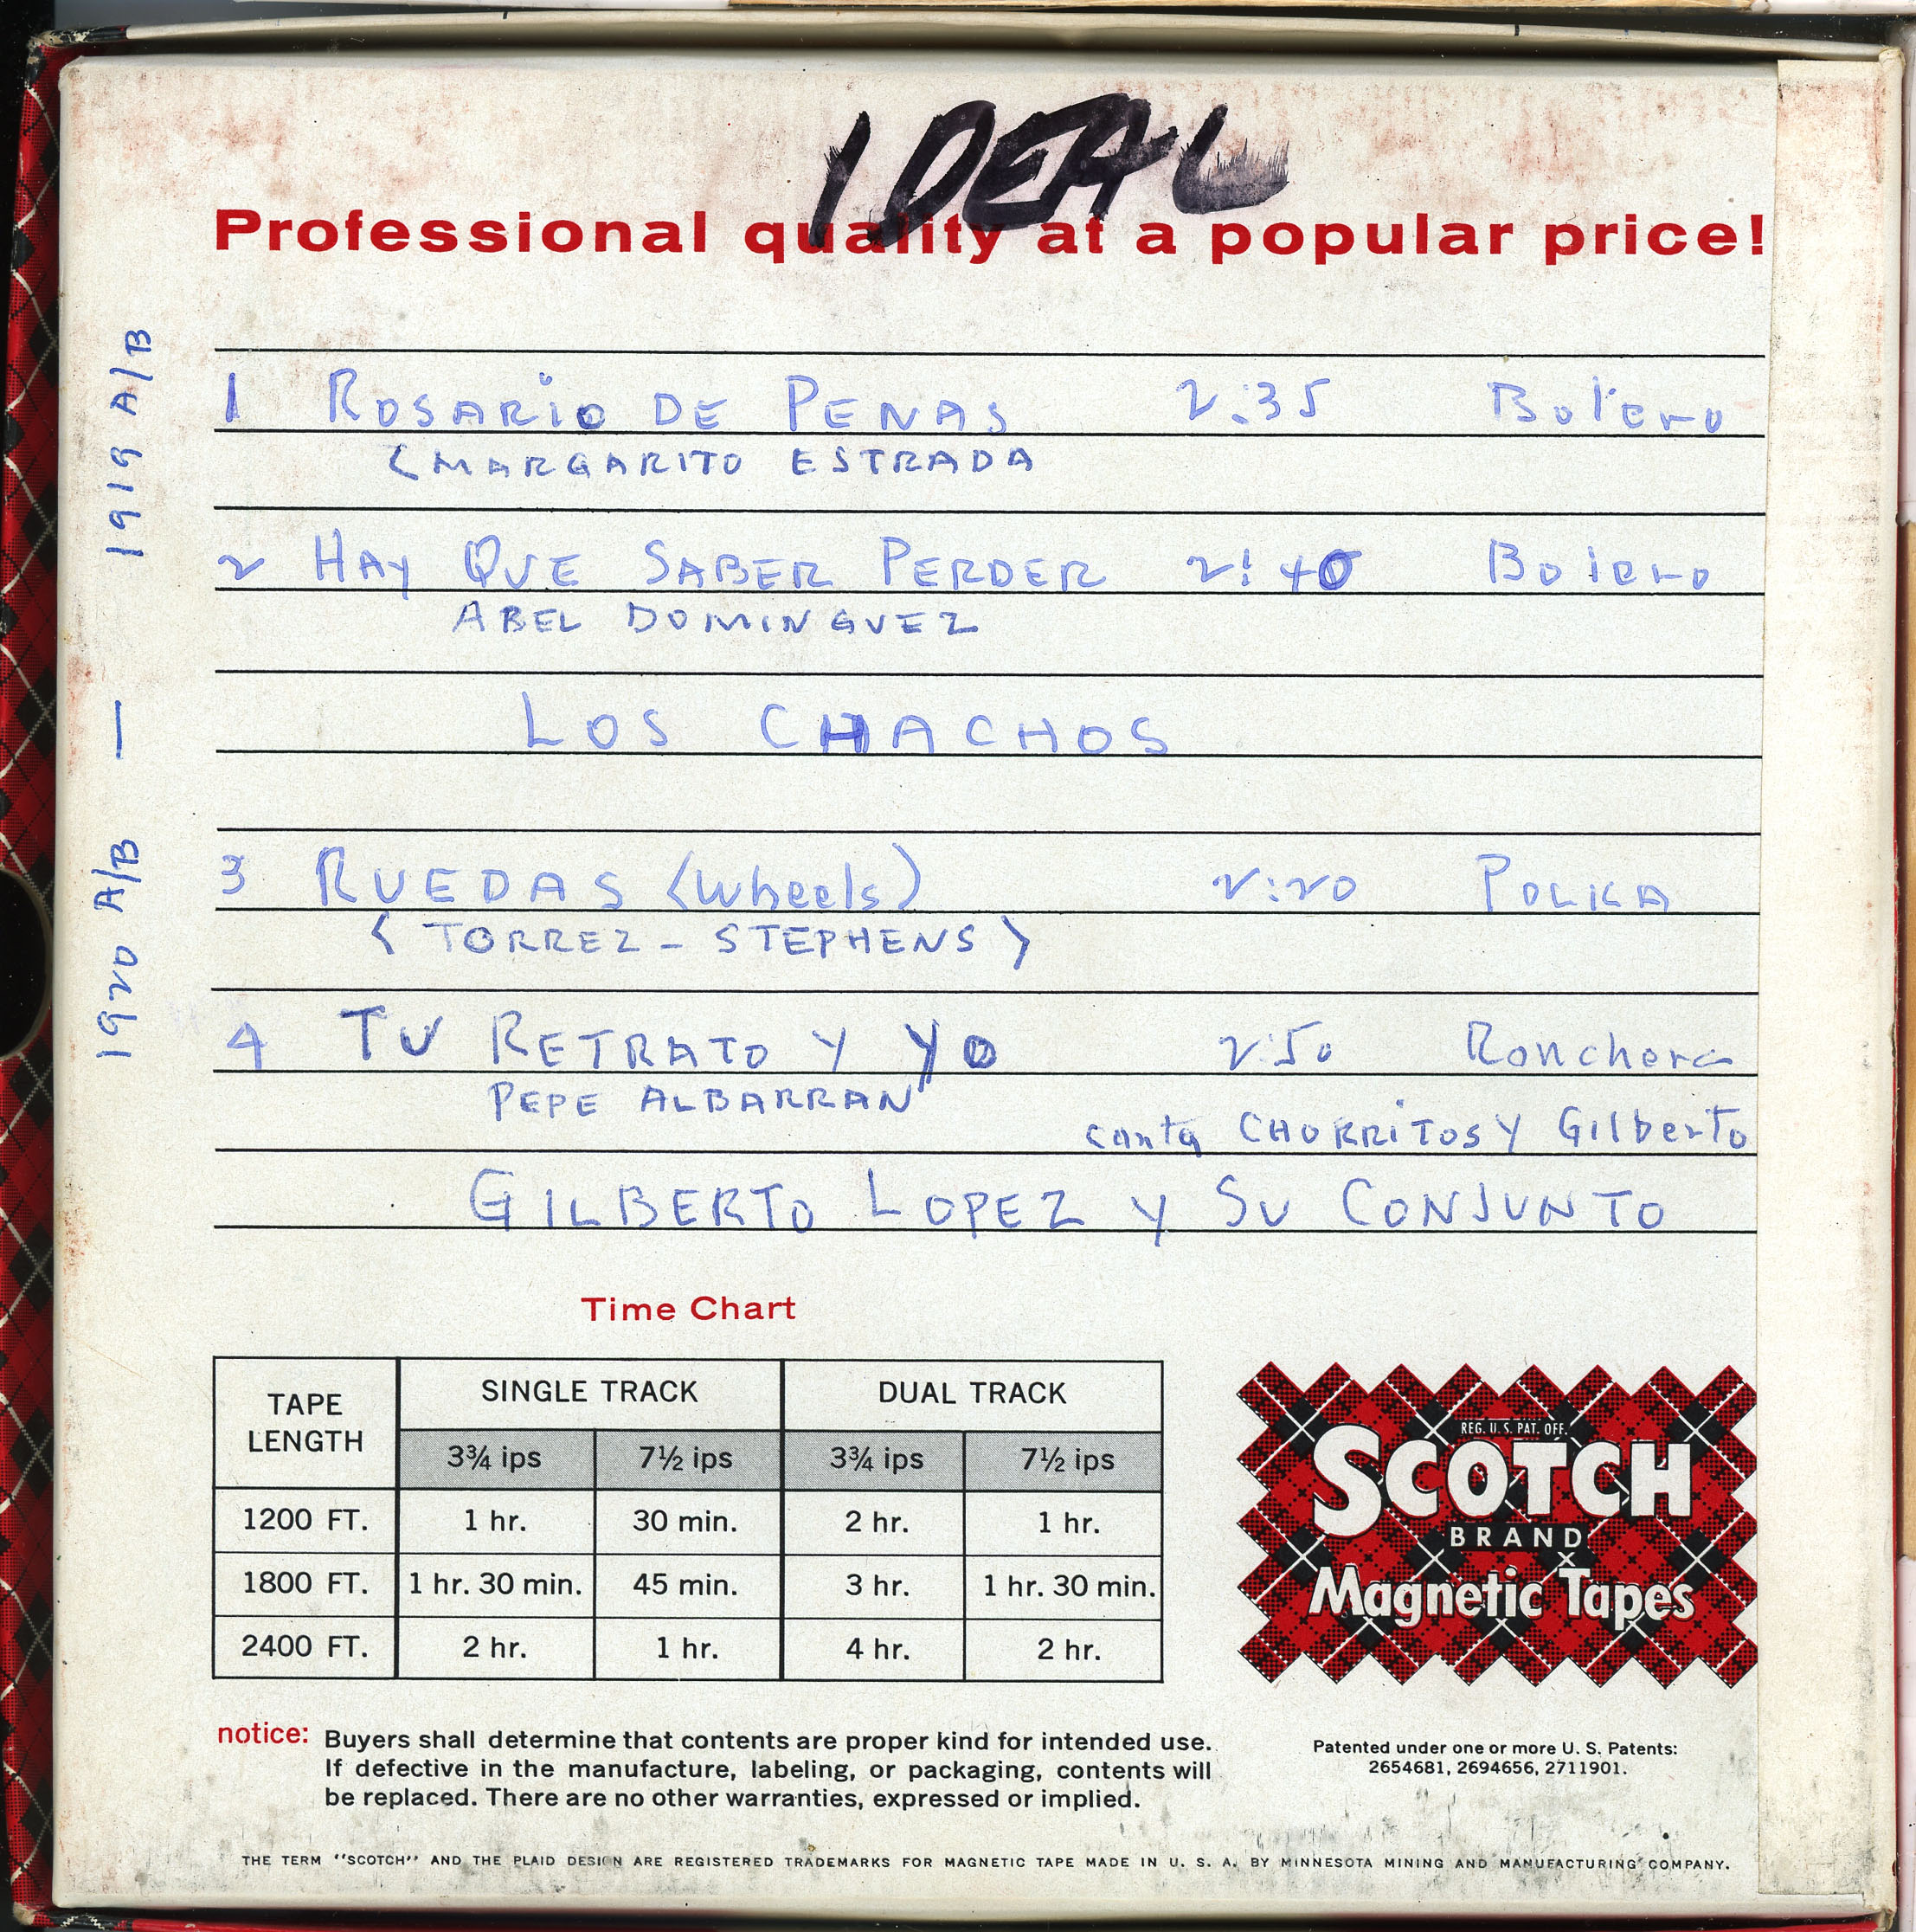 IDEAL
Professional quality at a popular price!
1919 A/B
1 ROSARIO DE PENAS 2:35 Bolero
(MARGARITO ESTRADA
2 HAY QUE SABER PERDER 2:40 Bolero
ABEL DOMINGUEZ
LOS CHACHOS
1920 A/B —
3 RUEDAS (Wheels) 2:20 POLKA
(TORREZ - STEPHENS)
4 TU RETRATO Y YO 2:50 Ranchera
PEPE ALBARRAN
canta CHORRITOS Y Gilberto
GILBERTO LOPEZ Y SU CONJUNTO
Time Chart
TAPE LENGTH SINGLE TRACK DUAL TRACK
3¾ ips 7½ ips 3¾ ips 7½ ips
1200 FT. 1 hr. 30 min. 2 hr. 1 hr.
1800 FT. 1 hr. 30 min. 45 min. 3 hr. 1 hr. 30 min.
2400 FT. 2 hr. 1 hr. 4 hr. 2 hr.
REG. U. S. PAT. OFF.
SCOTCH
BRAND
Magnetic Tapes
notice: Buyers shall determine that contents are proper kind for intended use.
If defective in the manufacture, labeling, or packaging, contents will
be replaced. There are no other warranties, expressed or implied.
Patented under one or more U. S. Patents:
2654681, 2694656, 2711901.
THE TERM "SCOTCH" AND THE PLAID DESIGN ARE REGISTERED TRADEMARKS FOR MAGNETIC TAPE MADE IN U. S. A. BY MINNESOTA MINING AND MANUFACTURING COMPANY.